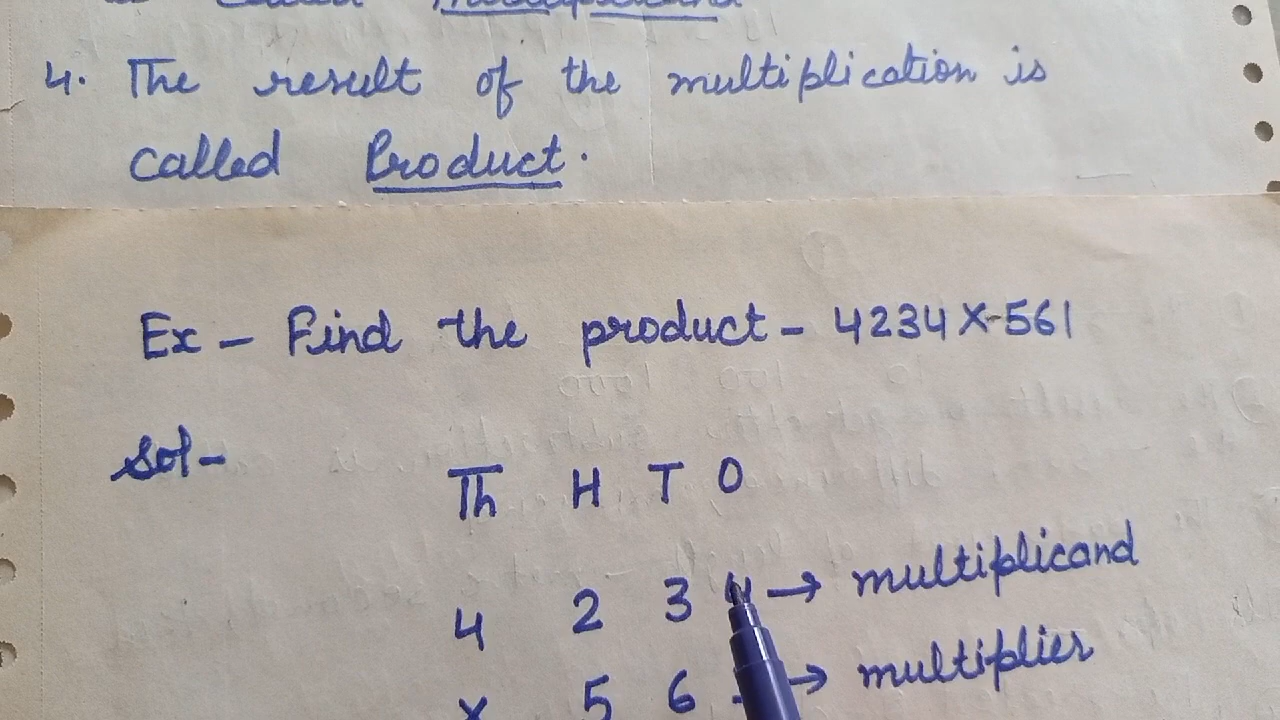 4. The result of the multiplication is
called Product.
Ex – Find the product – 4234 X 561
Sol –
Th H T O
4 2 3 4 → multiplicand
X 5 6 → multiplier